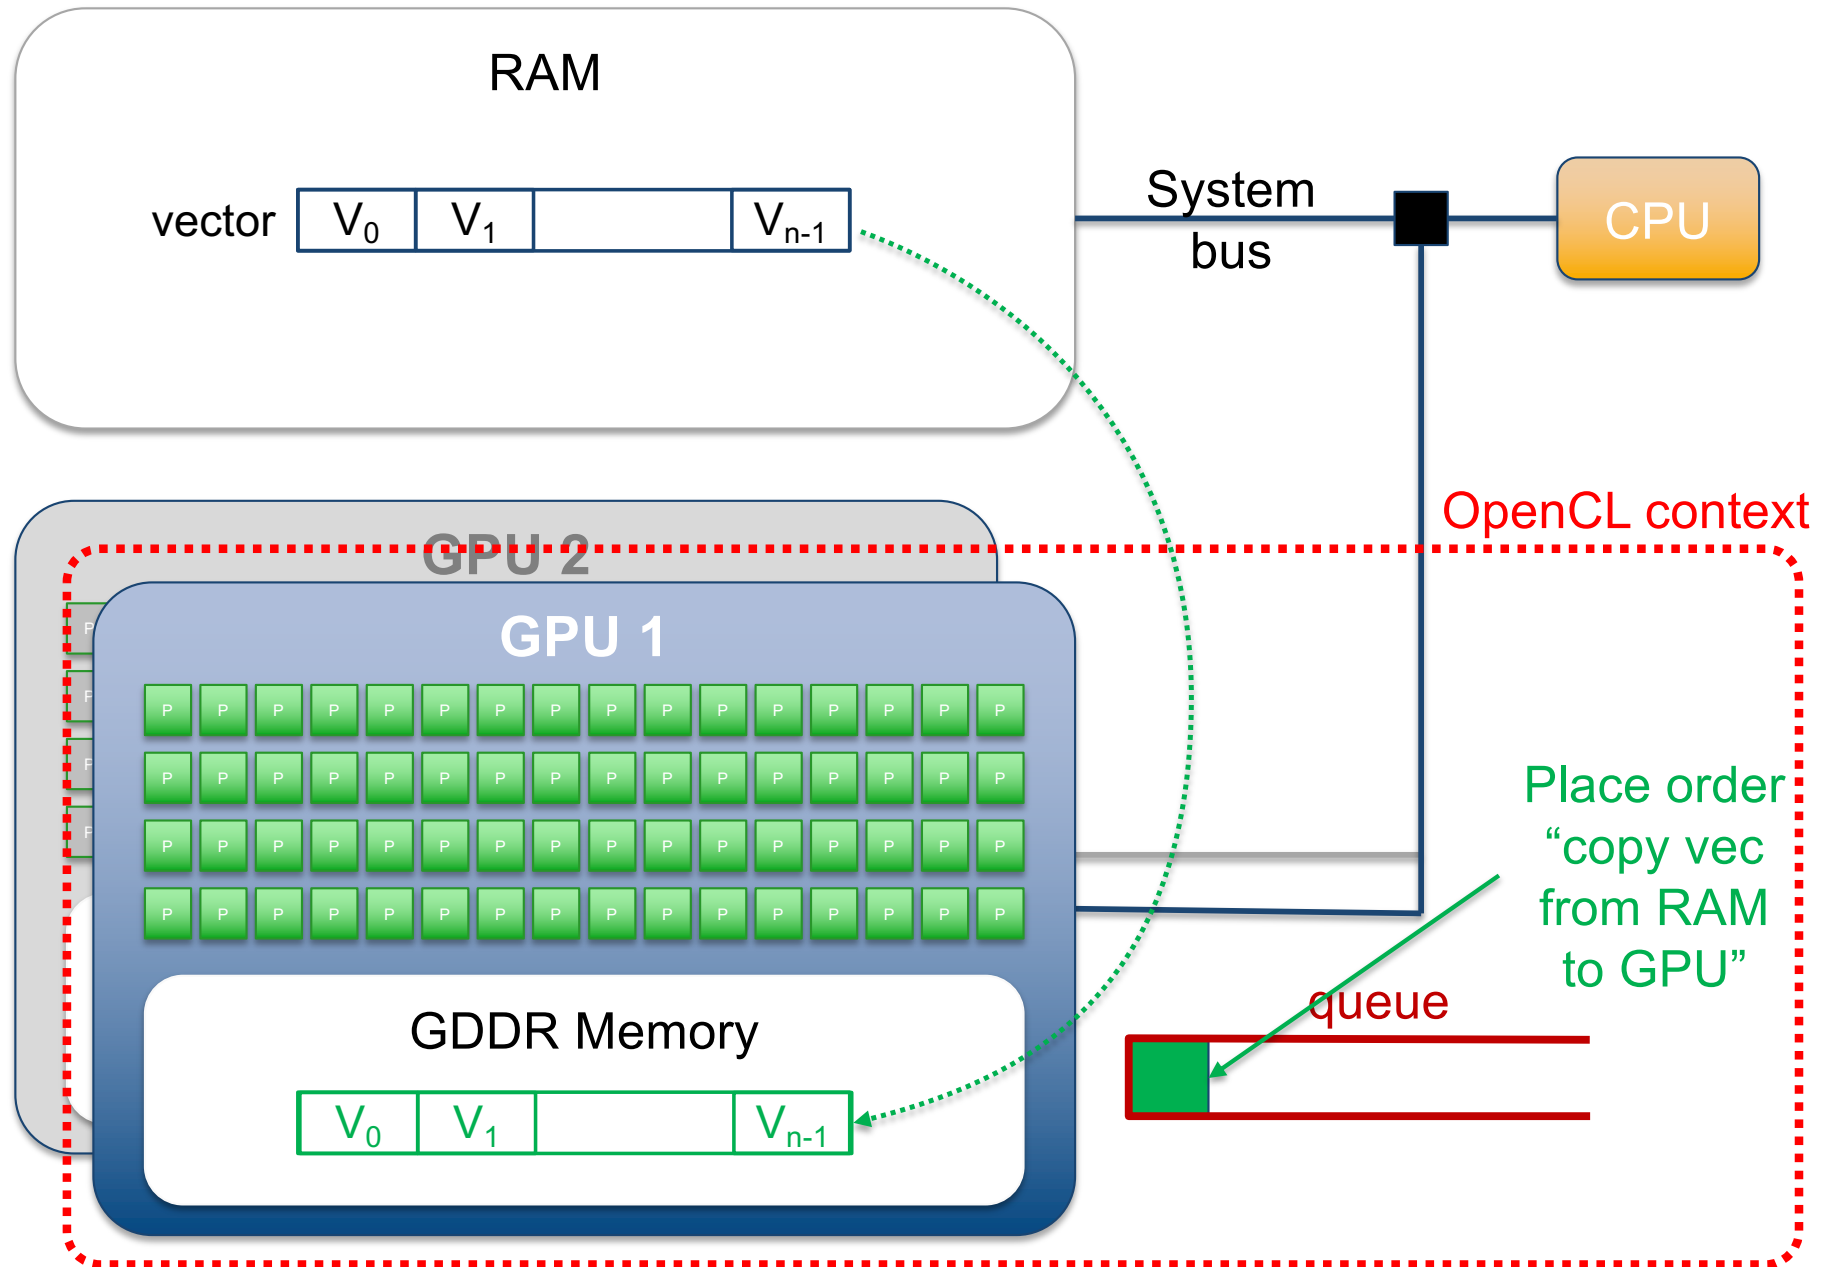 RAM
vector V0 V1 Vn-1
System
bus
CPU
OpenCL context
GPU 2
GPU 1
P
P P P P P P P P P P P P P P P P
P
P P P P P P P P P P P P P P P P
P
P P P P P P P P P P P P P P P P
P
P P P P P P P P P P P P P P P P
Place order
“copy vec
from RAM
to GPU”
queue
GDDR Memory
V0 V1 Vn-1